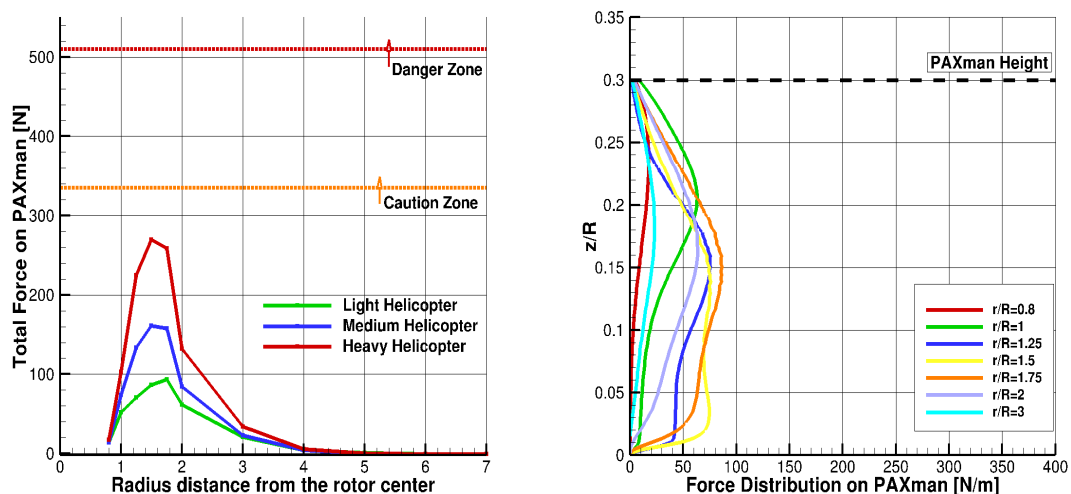 Total Force on PAXman [N]
500
400
300
200
100
0
Danger Zone
Caution Zone
Light Helicopter
Medium Helicopter
Heavy Helicopter
0 1 2 3 4 5 6 7
Radius distance from the rotor center
z/R
0.35
0.3
0.25
0.2
0.15
0.1
0.05
0
PAXman Height
r/R=0.8
r/R=1
r/R=1.25
r/R=1.5
r/R=1.75
r/R=2
r/R=3
0 50 100 150 200 250 300 350 400
Force Distribution on PAXman [N/m]